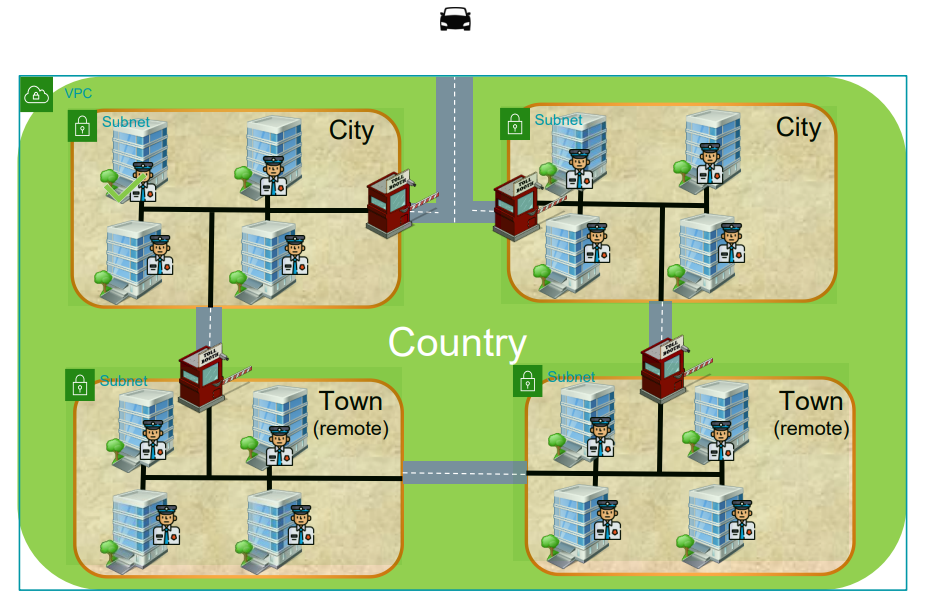 VPC
Subnet
City
Subnet
City
TOLL BOOTH
TOLL BOOTH
Country
TOLL BOOTH
TOLL BOOTH
Subnet
Town
(remote)
Subnet
Town
(remote)